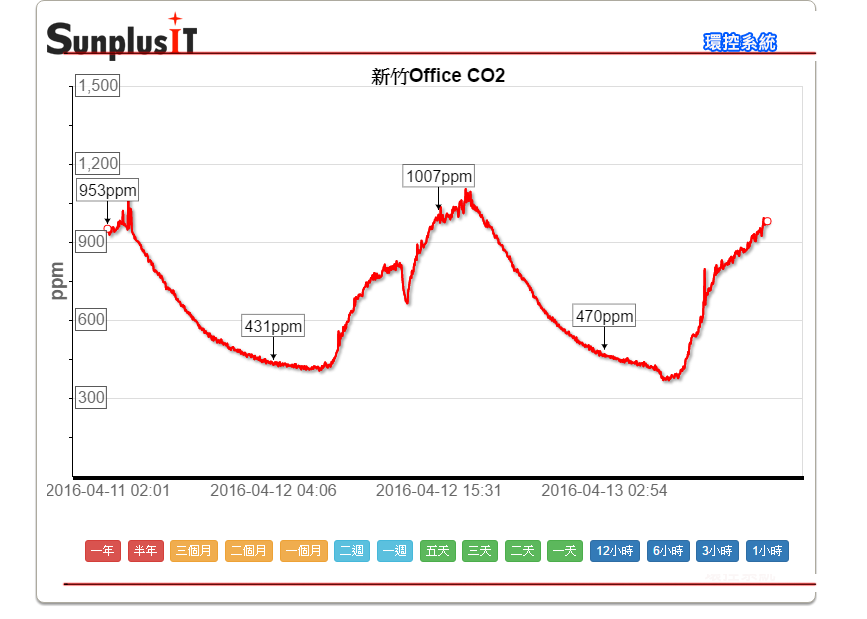 SunplusIT
環控系統
新竹Office CO2
1,500
1,200
953ppm
1007ppm
900
ppm
600
431ppm
470ppm
300
2016-04-11 02:01 2016-04-12 04:06 2016-04-12 15:31 2016-04-13 02:54
一年 半年 三個月 二個月 一個月 二週 一週 五天 三天 二天 一天 12小時 6小時 3小時 1小時